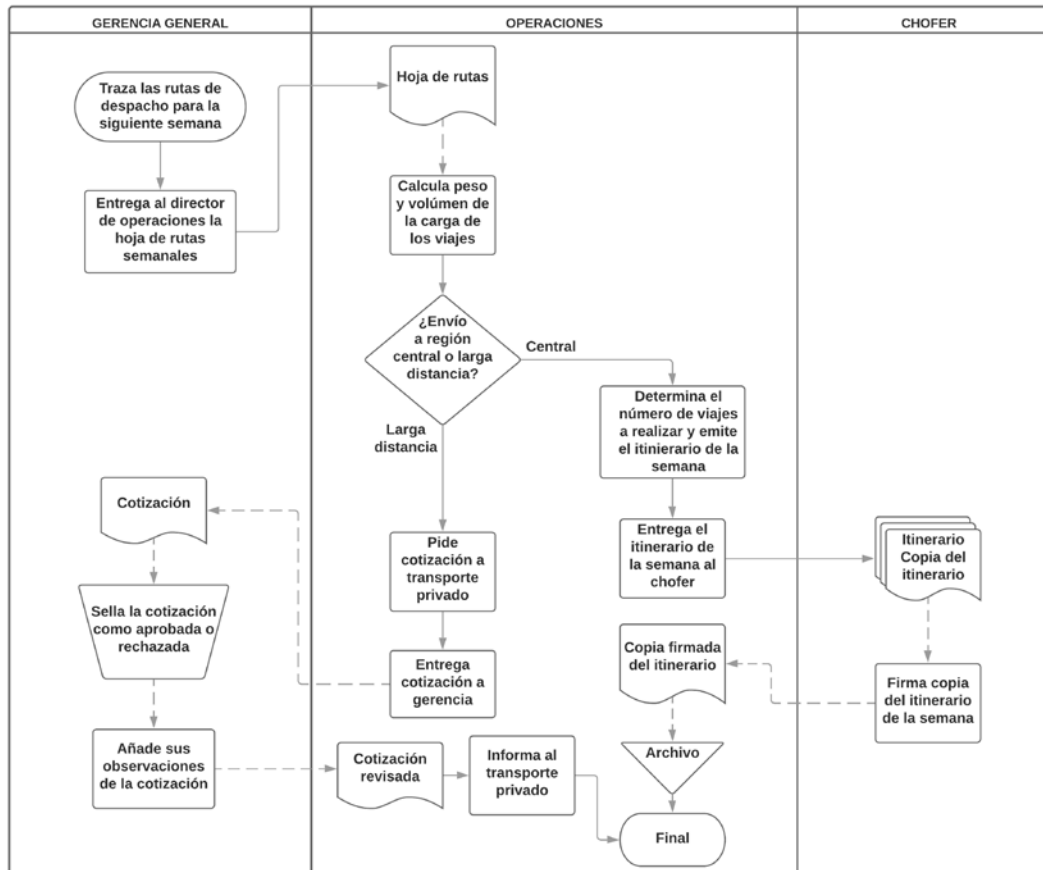 GERENCIA GENERAL
OPERACIONES
CHOFER
Traza las rutas de
despacho para la
siguiente semana
Entrega al director
de operaciones la
hoja de rutas
semanales
Hoja de rutas
Calcula peso
y volúmen de
la carga de
los viajes
¿Envío
a región
central o larga
distancia?
Central
Larga
distancia
Determina el
número de viajes
a realizar y emite
el itinierario de la
semana
Entrega el
itinerario de
la semana al
chofer
Itinerario
Copia del
itinerario
Firma copia
del itinerario
de la semana
Copia firmada
del itinerario
Archivo
Pide
cotización a
transporte
privado
Entrega
cotización a
gerencia
Cotización
Sella la cotización
como aprobada o
rechazada
Añade sus
observaciones
de la cotización
Cotización
revisada
Informa al
transporte
privado
Final